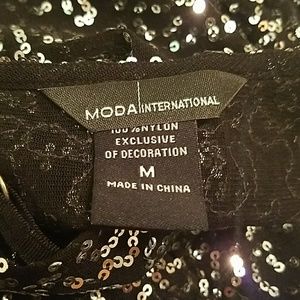 MODA INTERNATIONAL
100% NYLON
EXCLUSIVE
OF DECORATION
M
MADE IN CHINA